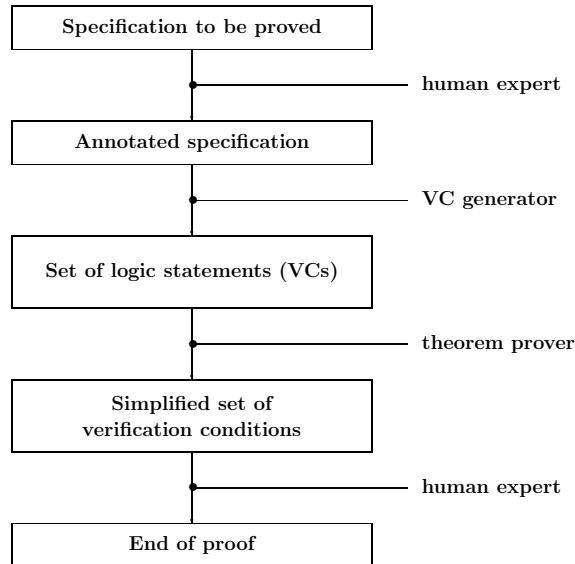 Specification to be proved
human expert
Annotated specification
VC generator
Set of logic statements (VCs)
theorem prover
Simplified set of
verification conditions
human expert
End of proof